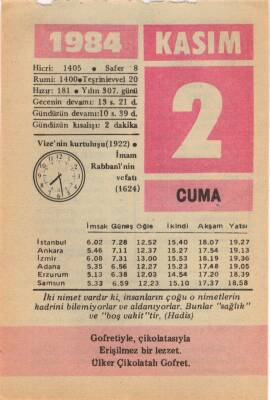 1984 KASIM
Hicri: 1405 • Safer 8
Rumi: 1400•Teşrinievvel 20
Hızır: 181 • Yılın 307. günü
Gecenin devamı: 13 s. 21 d.
Gündüzün devamı:10 s. 39 d.
Gündüzün kısalışı: 2 dakika
2
CUMA
Vize'nin kurtuluşu(1922) •
İmam
Rabbanî'nin
vefatı
(1624)
İmsak Güneş Öğle İkindi Akşam Yatsı
İstanbul 6.02 7.28 12.52 15.40 18.07 19.27
Ankara 5.46 7.11 12.37 15.27 17.54 19.13
İzmir 6.08 7.31 13.00 15.53 18.19 19.36
Adana 5.35 6.56 12.27 15.23 17.48 19.05
Erzurum 5.13 6.38 12.03 14.54 17.20 18.39
Samsun 5.33 6.59 12.23 15.10 17.37 18.58
İki nimet vardır ki, insanların çoğu o nimetlerin
kadrini bilemiyorlar ve aldanıyorlar. Bunlar "sağlık"
ve "boş vakit"tir, (Hadis)
Gofretiyle, çikolatasıyla
Erişilmez bir lezzet.
Ülker Çikolatalı Gofret.